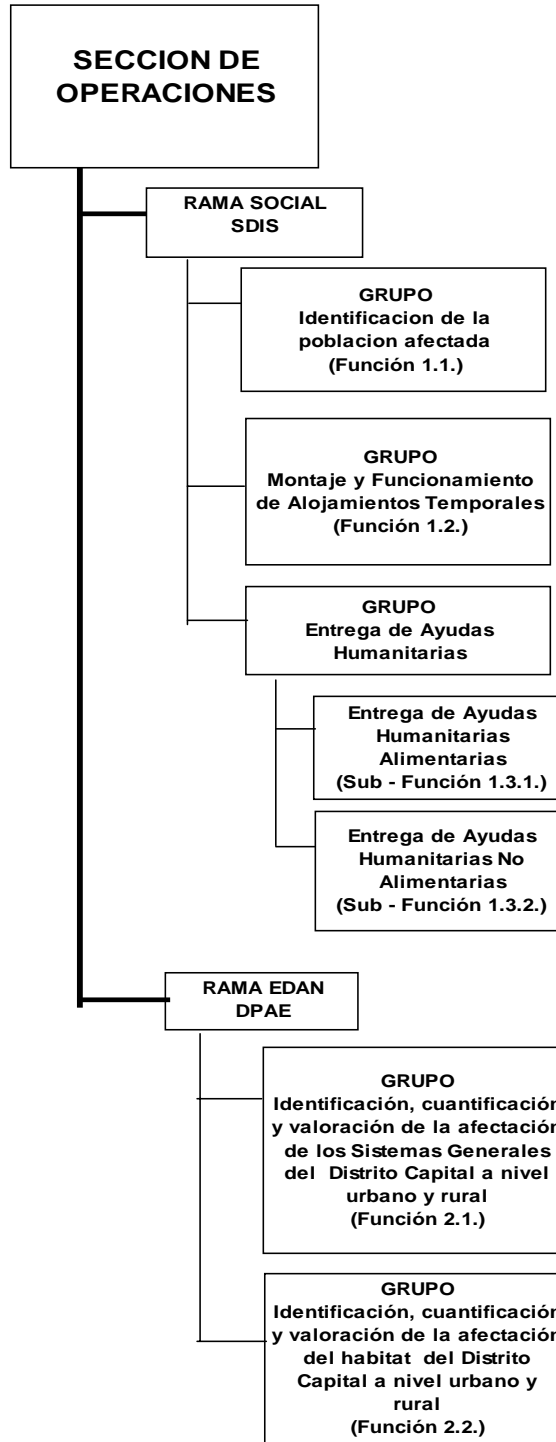 SECCION DE
OPERACIONES
RAMA SOCIAL
SDIS
GRUPO
Identificacion de la
poblacion afectada
(Función 1.1.)
GRUPO
Montaje y Funcionamiento
de Alojamientos Temporales
(Función 1.2.)
GRUPO
Entrega de Ayudas
Humanitarias
Entrega de Ayudas
Humanitarias
Alimentarias
(Sub - Función 1.3.1.)
Entrega de Ayudas
Humanitarias No
Alimentarias
(Sub - Función 1.3.2.)
RAMA EDAN
DPAE
GRUPO
Identificación, cuantificación
y valoración de la afectación
de los Sistemas Generales
del Distrito Capital a nivel
urbano y rural
(Función 2.1.)
GRUPO
Identificación, cuantificación
y valoración de la afectación
del habitat del Distrito
Capital a nivel urbano y
rural
(Función 2.2.)